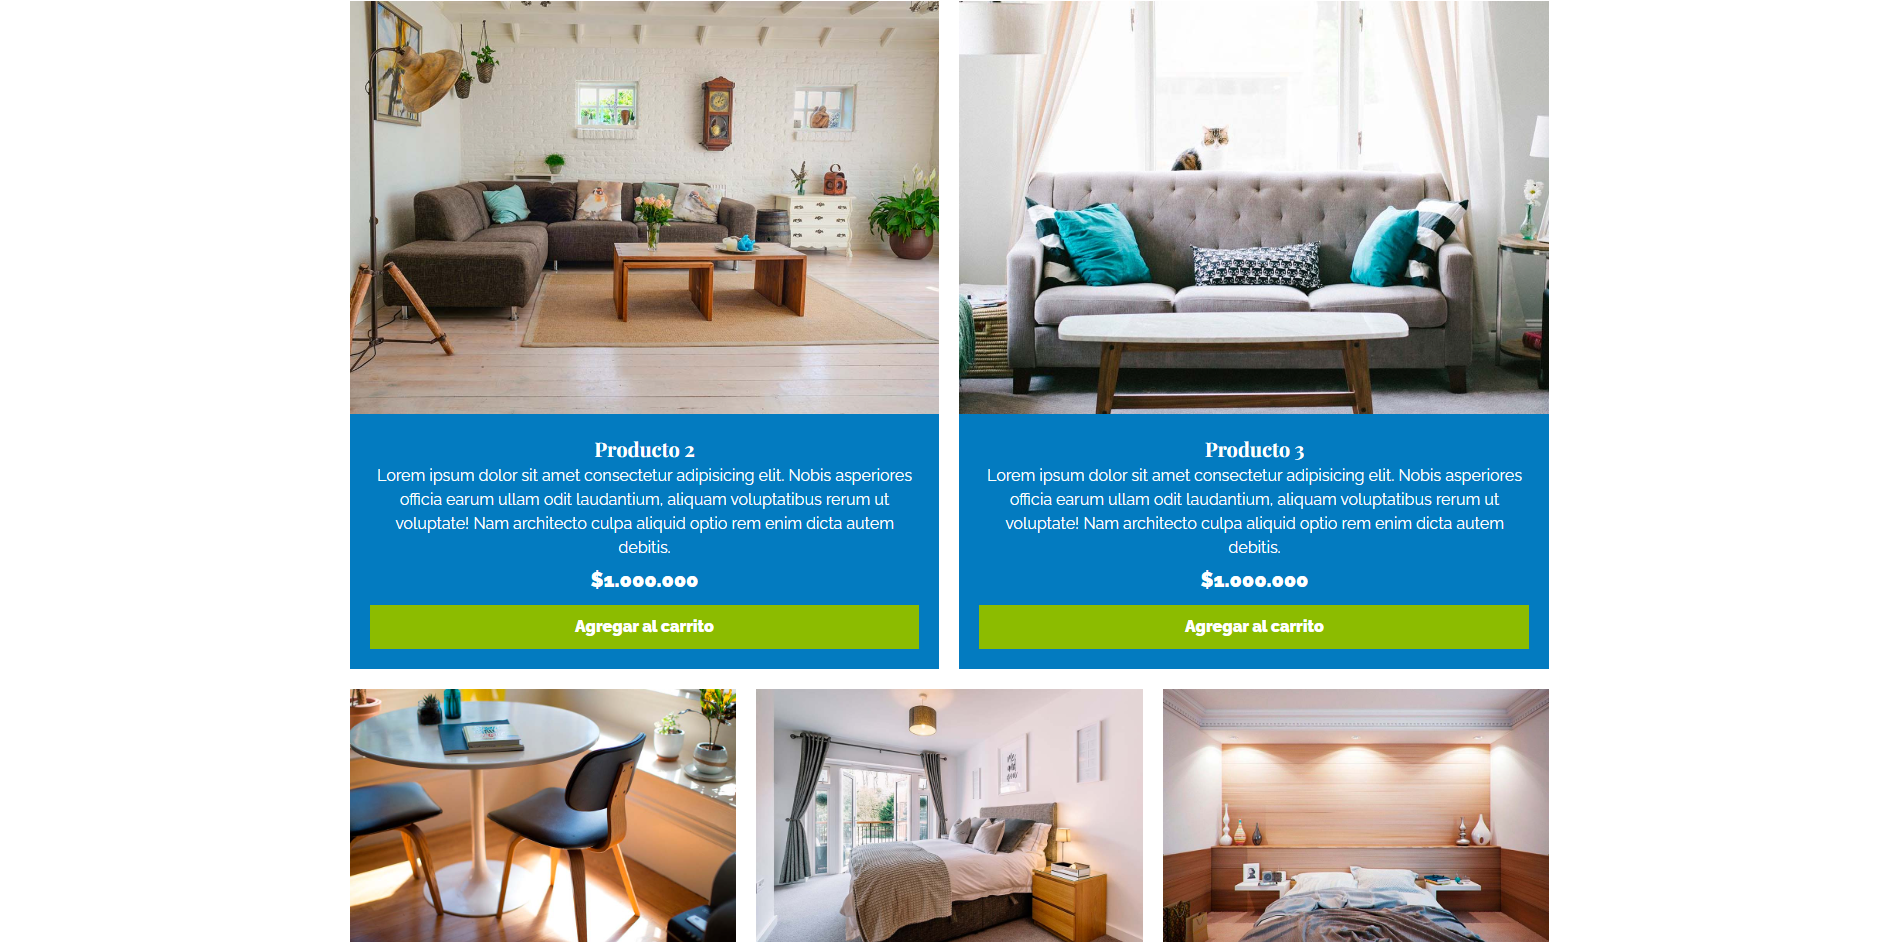 Producto 2
Lorem ipsum dolor sit amet consectetur adipisicing elit. Nobis asperiores
officia earum ullam odit laudantium, aliquam voluptatibus rerum ut
voluptate! Nam architecto culpa aliquid optio rem enim dicta autem
debitis.
$1.000.000
Agregar al carrito
Producto 3
Lorem ipsum dolor sit amet consectetur adipisicing elit. Nobis asperiores
officia earum ullam odit laudantium, aliquam voluptatibus rerum ut
voluptate! Nam architecto culpa aliquid optio rem enim dicta autem
debitis.
$1.000.000
Agregar al carrito